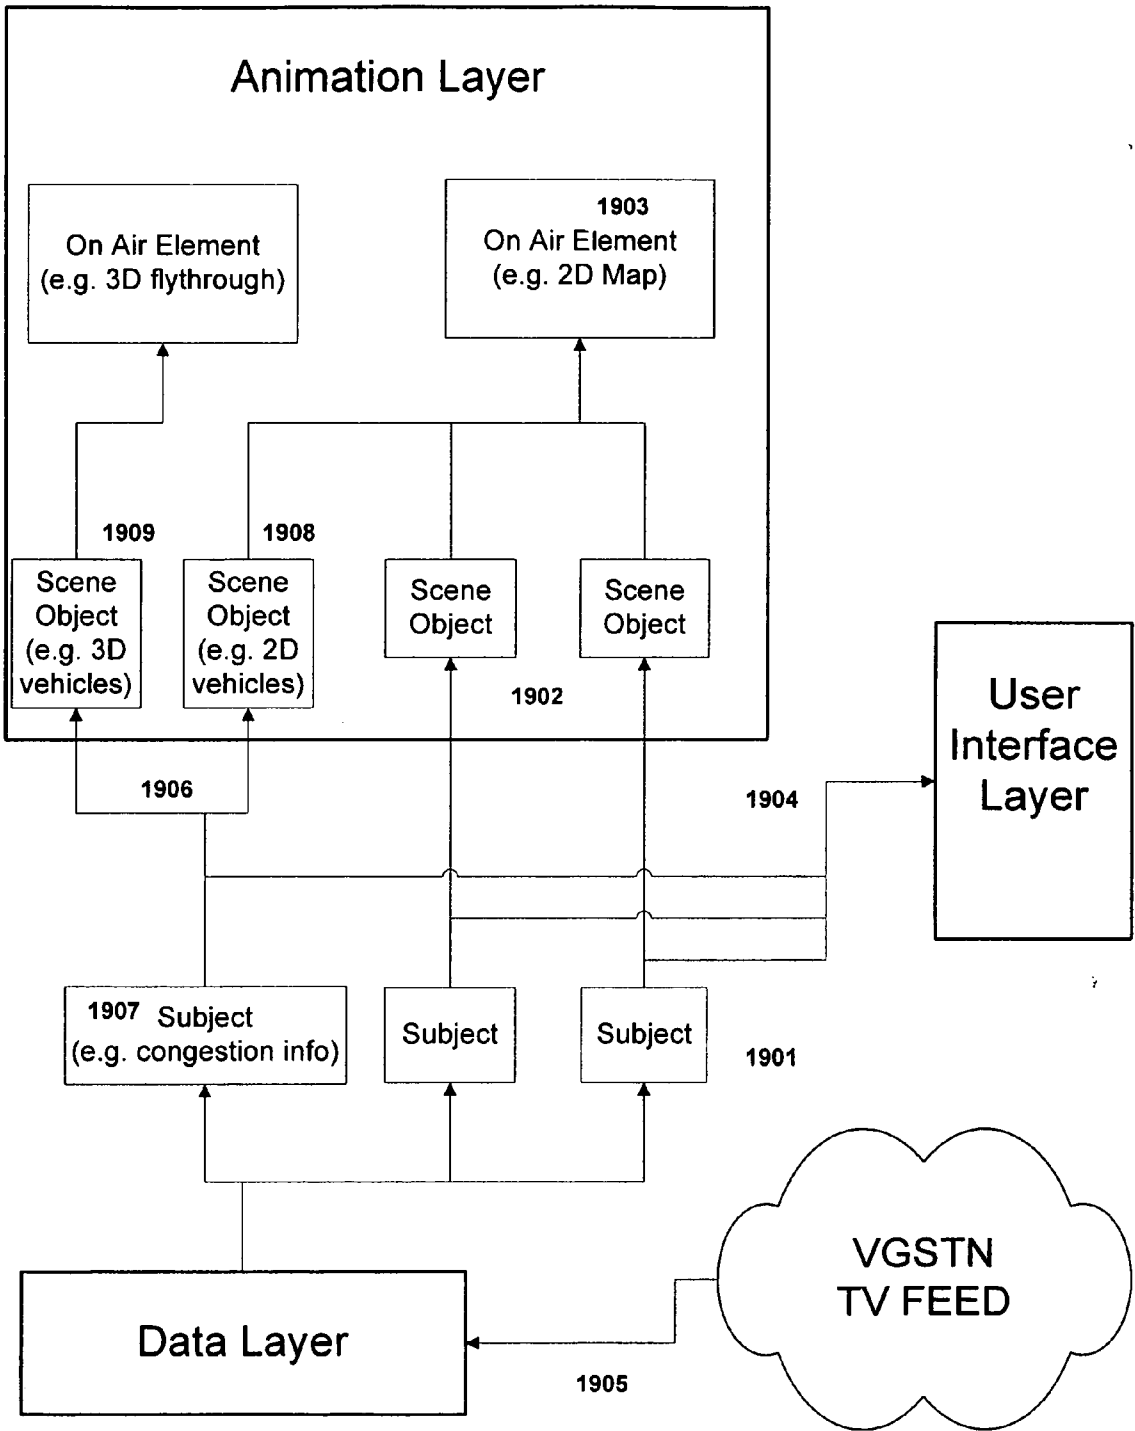 Animation Layer
On Air Element
(e.g. 3D flythrough)
1903
On Air Element
(e.g. 2D Map)
1909
1908
Scene
Object
(e.g. 3D
vehicles)
Scene
Object
(e.g. 2D
vehicles)
Scene
Object
Scene
Object
1902
User
Interface
Layer
1906
1904
1907 Subject
(e.g. congestion info)
Subject
Subject
1901
VGSTN
TV FEED
Data Layer
1905